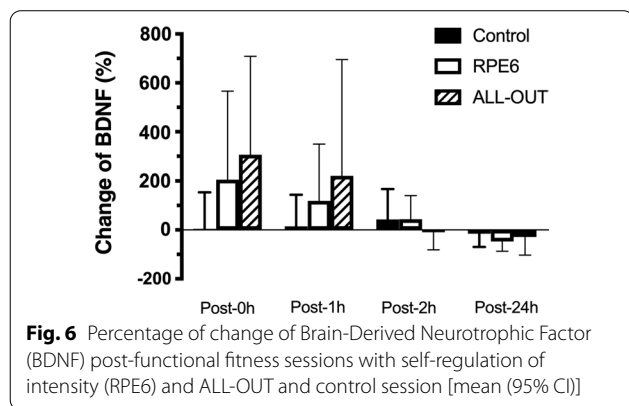 800
600
400
200
0
-200
Change of BDNF (%)
Control
RPE6
ALL-OUT
Post-0h Post-1h Post-2h Post-24h
Fig. 6 Percentage of change of Brain-Derived Neurotrophic Factor
(BDNF) post-functional fitness sessions with self-regulation of
intensity (RPE6) and ALL-OUT and control session [mean (95% CI)]